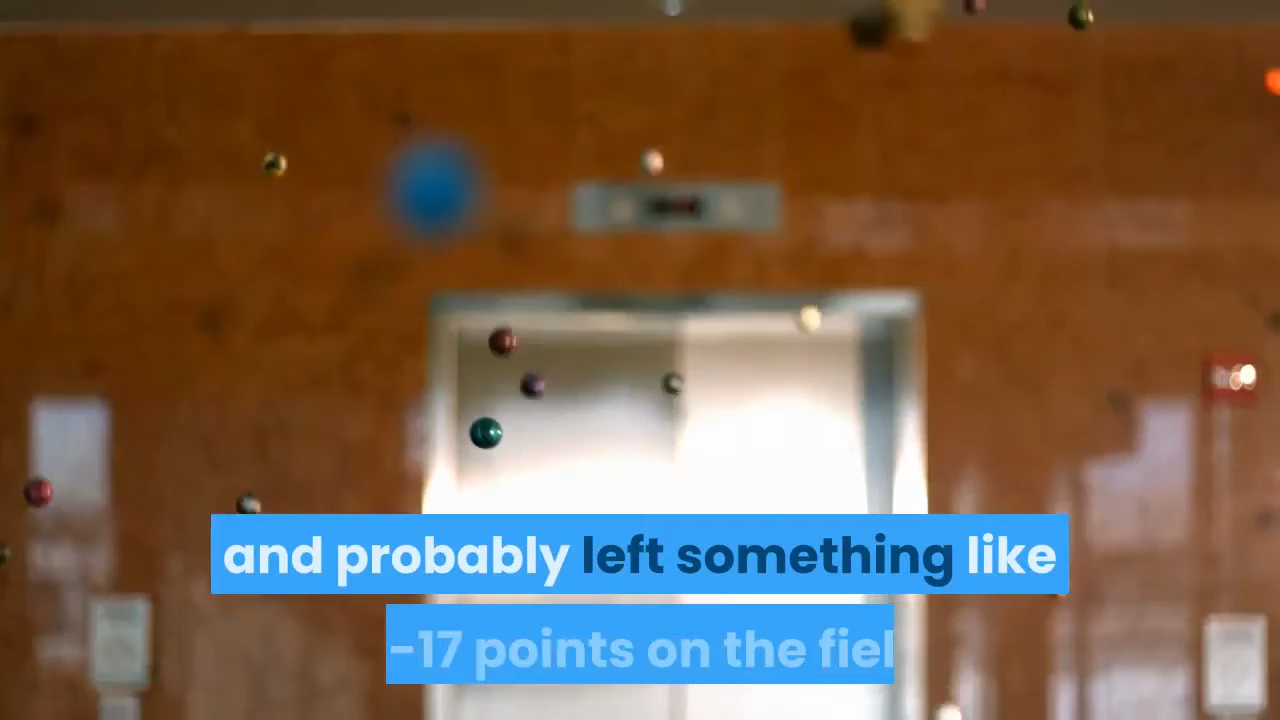 and probably left something like
-17 points on the fiel